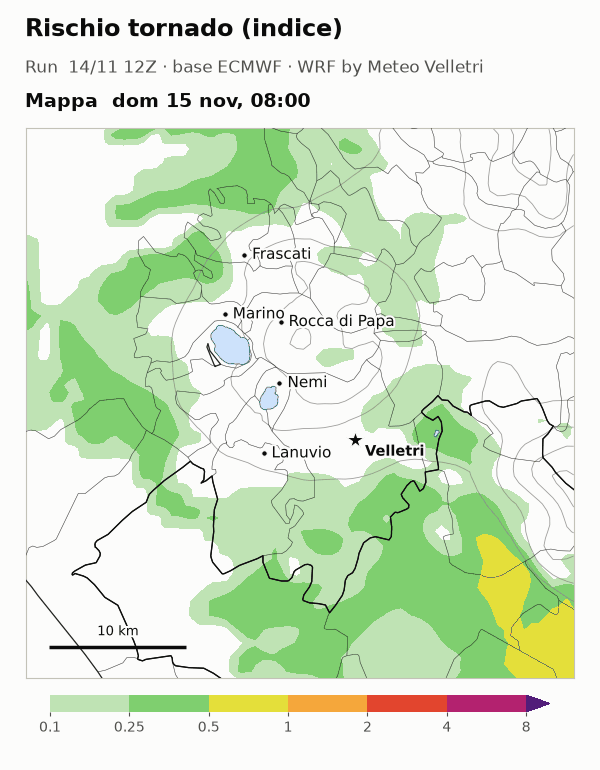 Rischio tornado (indice)
Run  14/11 12Z · base ECMWF · WRF by Meteo Velletri
Mappa  dom 15 nov, 08:00
Frascati
Marino
Rocca di Papa
Nemi
Velletri
Lanuvio
10 km
0.1 0.25 0.5 1 2 4 8